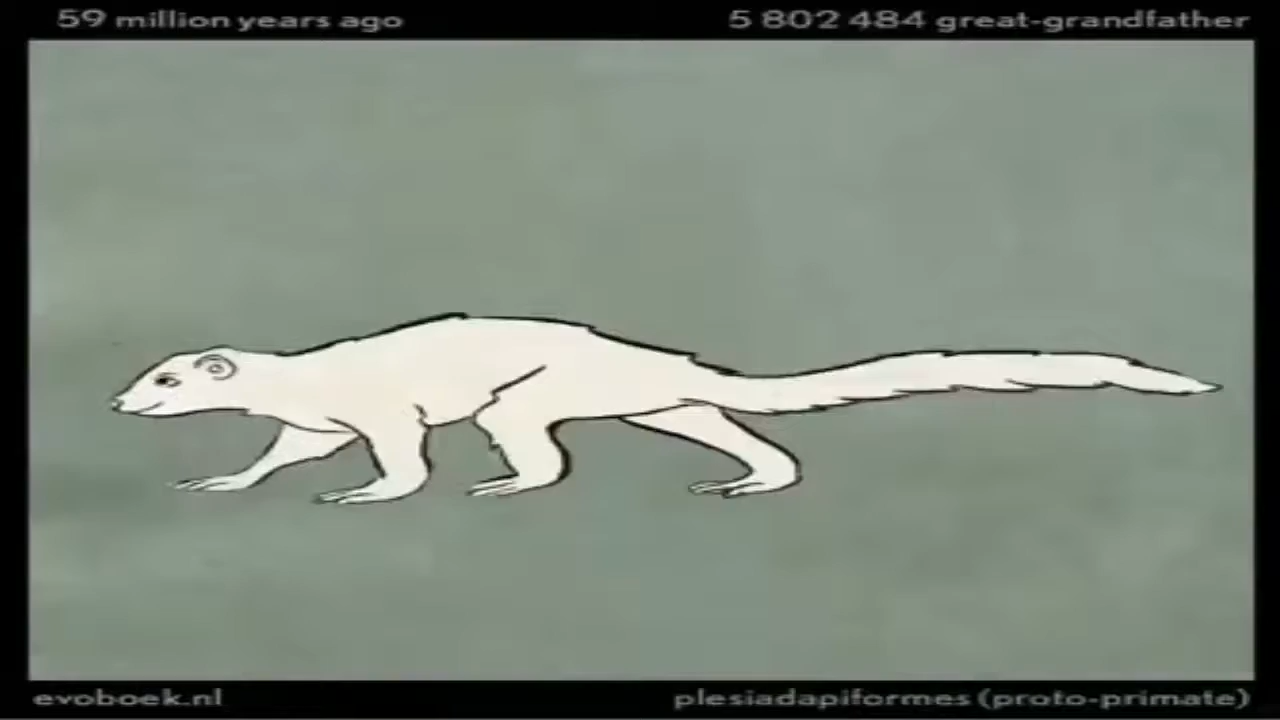 59 million years ago
5 802 484 great-grandfather
evoboek.nl
plesiadapiformes (proto-primate)